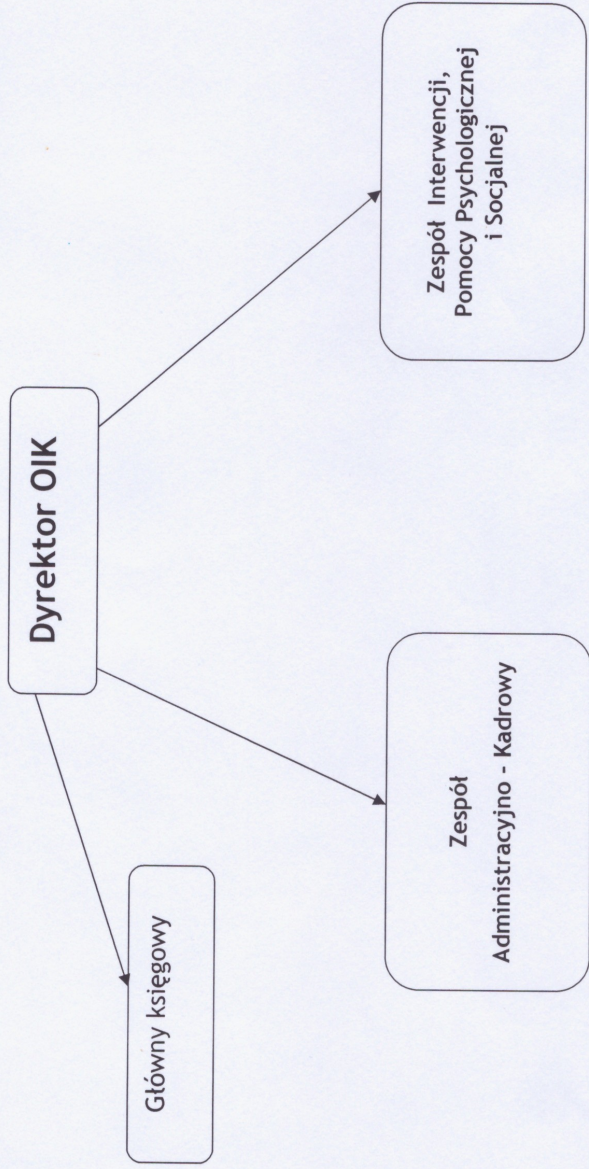 Dyrektor OIK
Główny księgowy
Zespół
Administracyjno - Kadrowy
Zespół Interwencji,
Pomocy Psychologicznej
i Socjalnej